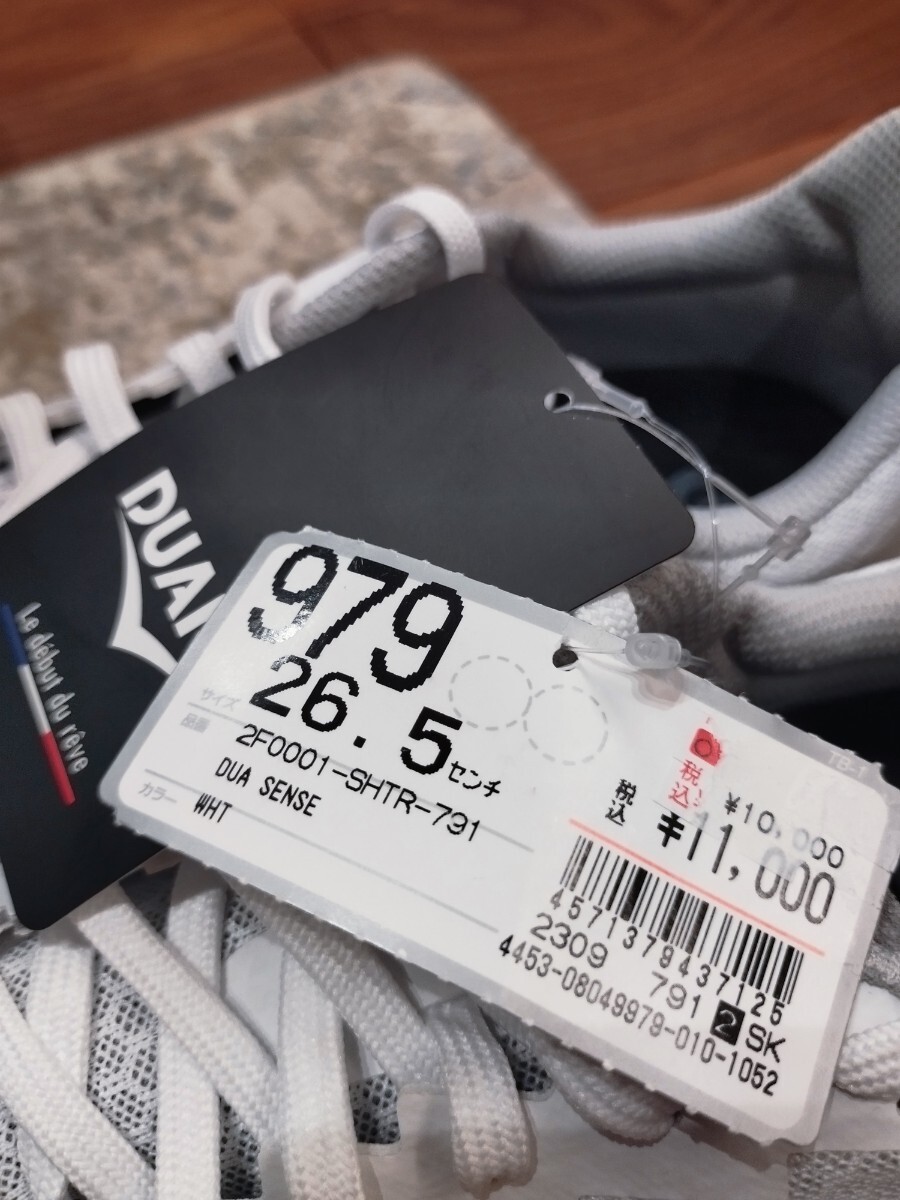 DUA
Le début du rêve
979
サイズ
26.5センチ
品番
2F0001-SHTR-791
DUA SENSE
カラー
WHT
TB-1
税込
¥10,000
税込
¥11,000
4571379437125
2309 791 2 SK
4453-08049979-010-1052